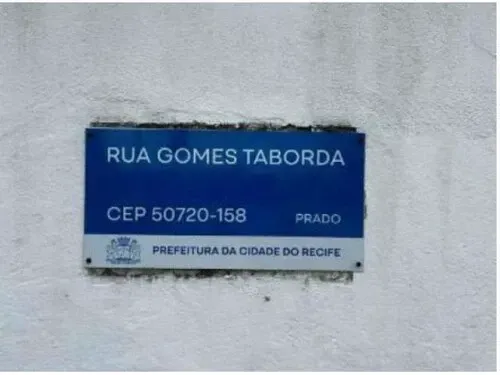 RUA GOMES TABORDA
CEP 50720-158 PRADO
PREFEITURA DA CIDADE DO RECIFE